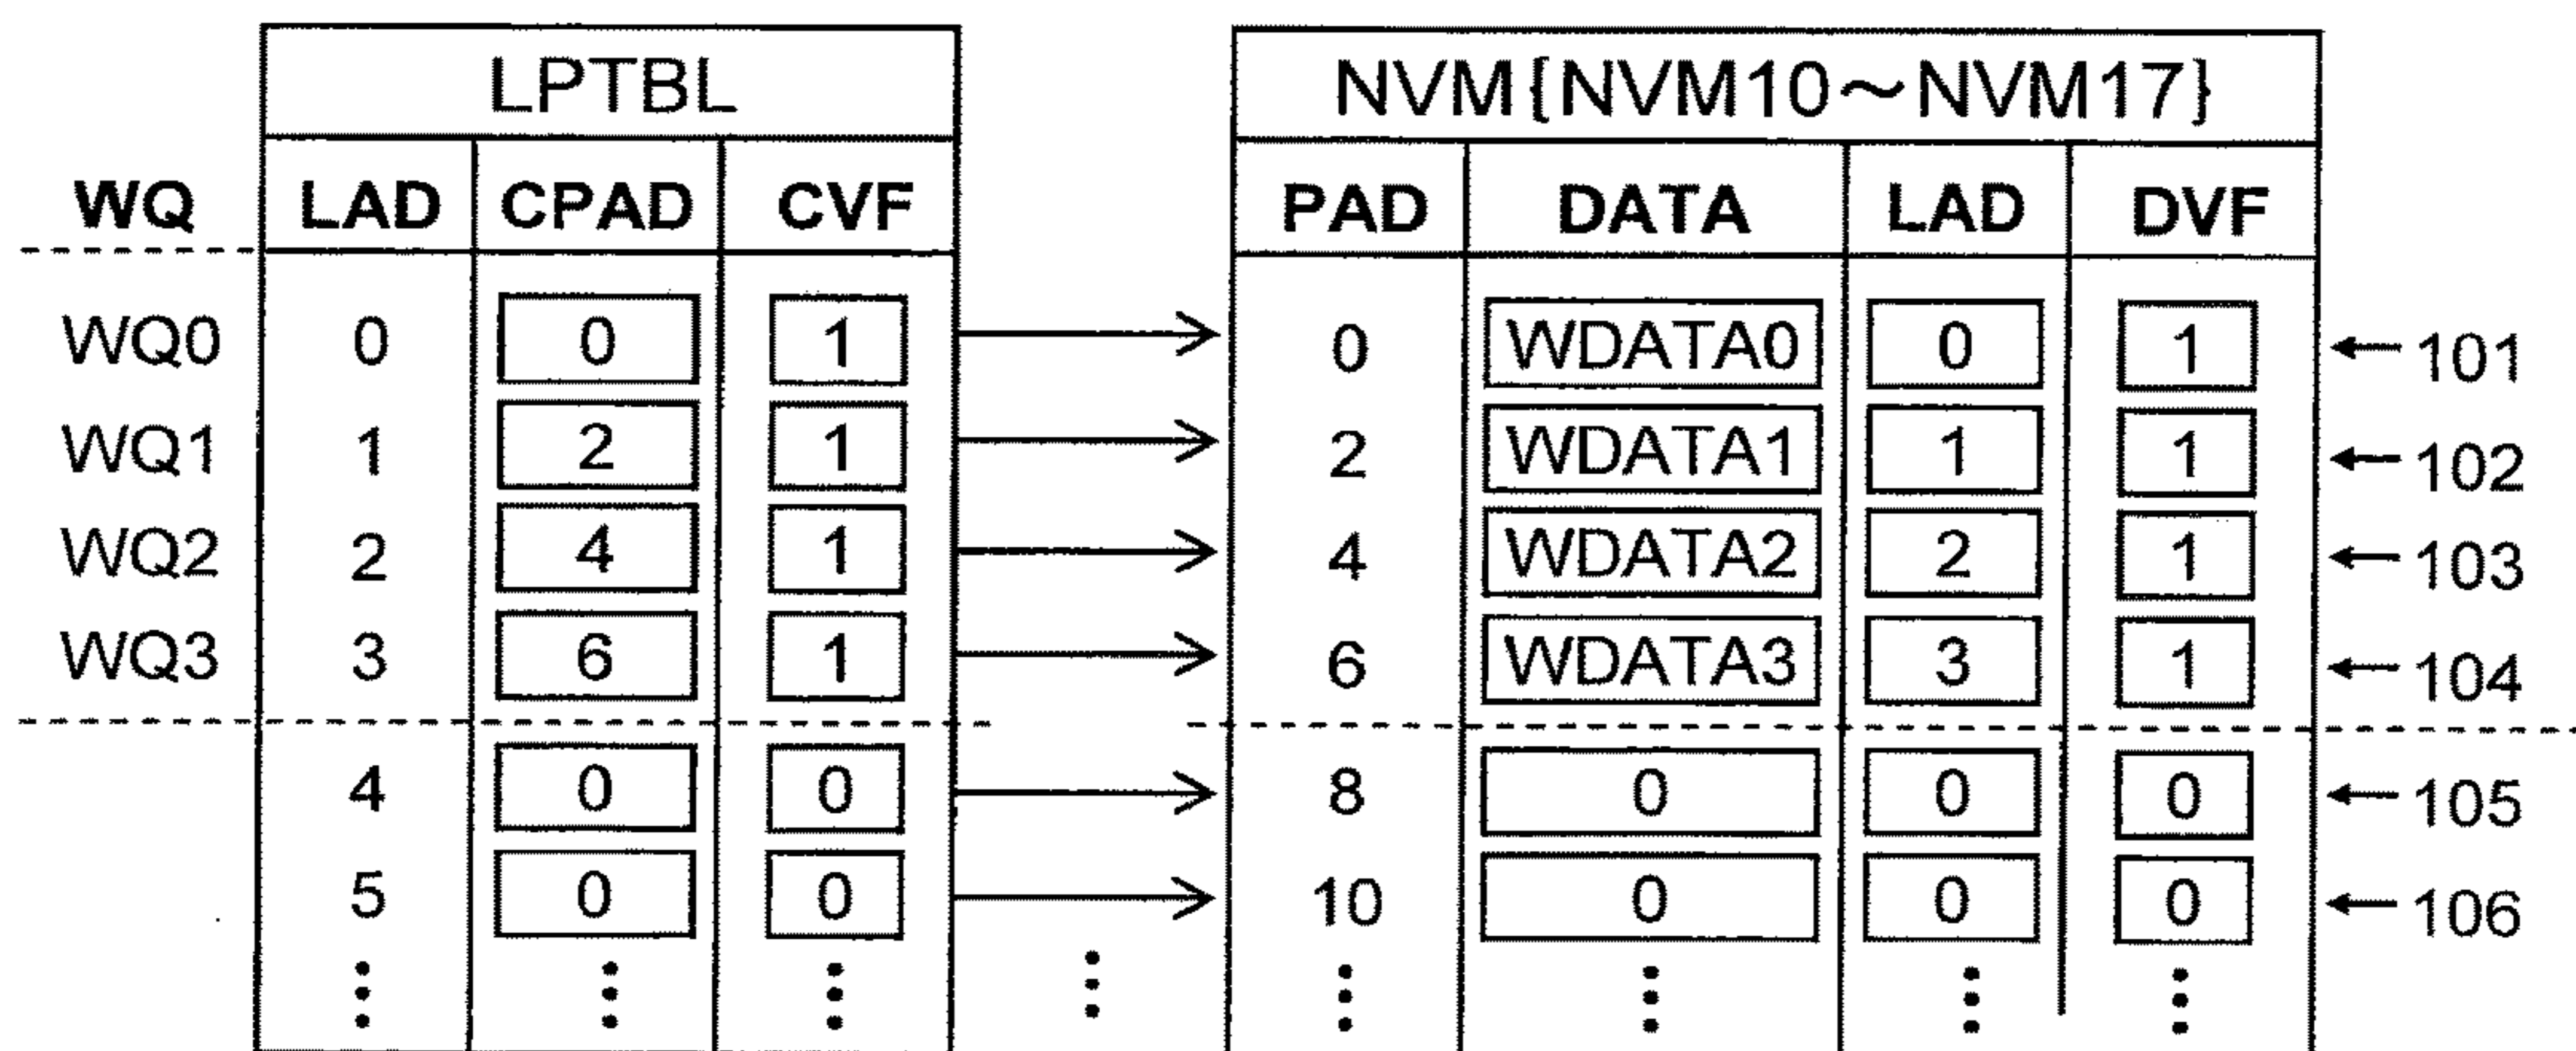 LPTBL NVM{NVM10～NVM17}
WQ LAD CPAD CVF PAD DATA LAD DVF
WQ0 0 0 1 0 WDATA0 0 1 101
WQ1 1 2 1 2 WDATA1 1 1 102
WQ2 2 4 1 4 WDATA2 2 1 103
WQ3 3 6 1 6 WDATA3 3 1 104
4 0 0 8 0 0 0 105
5 0 0 10 0 0 0 106